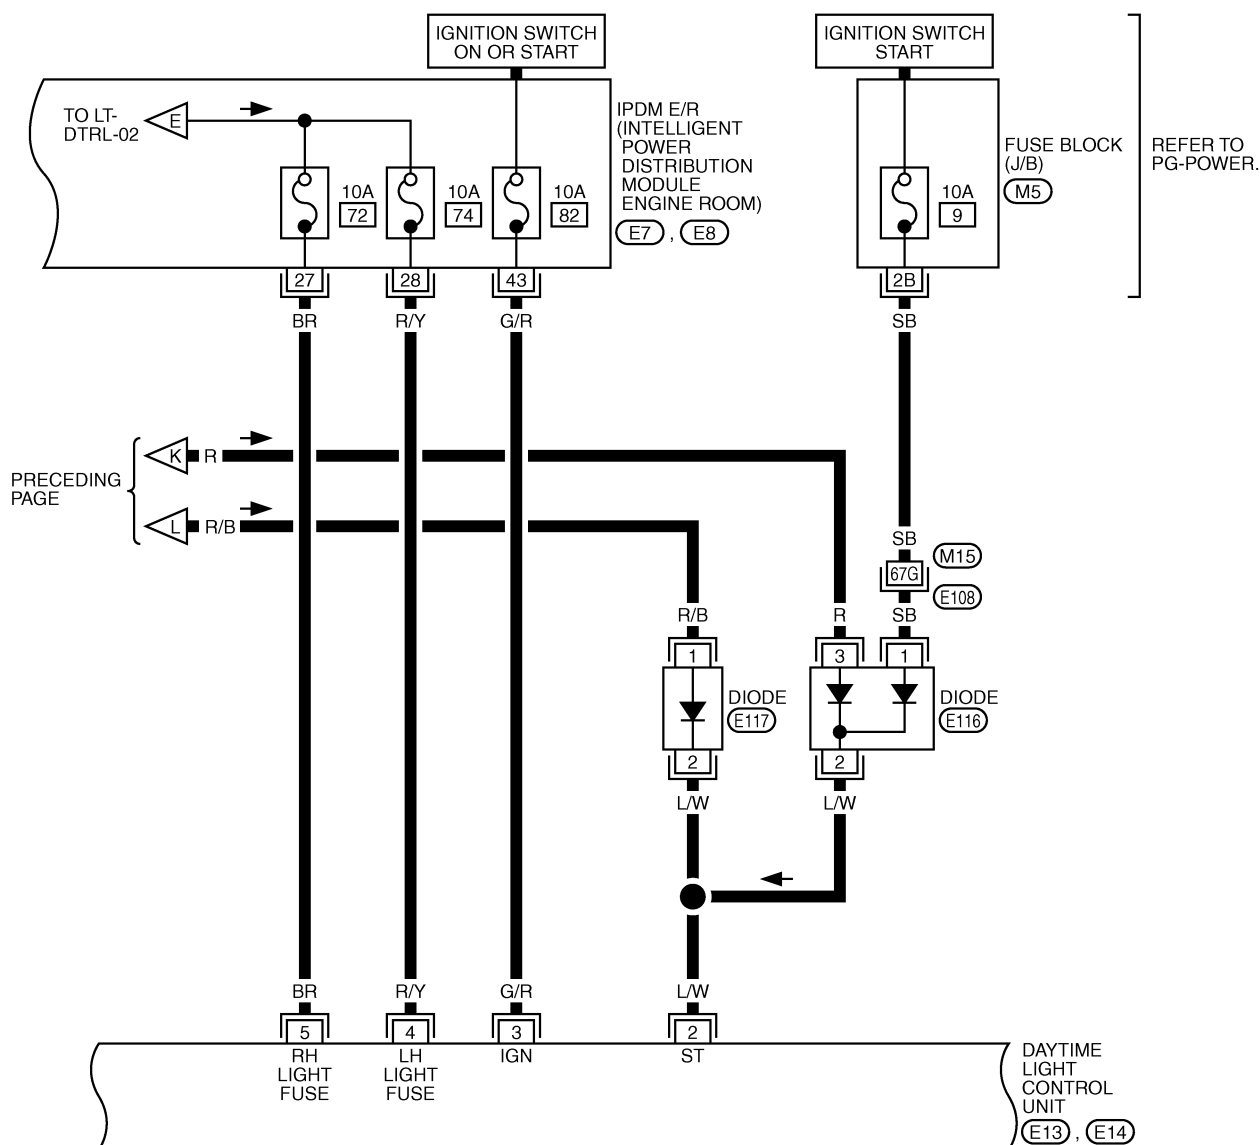 IGNITION SWITCH
ON OR START
IGNITION SWITCH
START
TO LT-
DTRL-02
E
IPDM E/R
(INTELLIGENT
POWER
DISTRIBUTION
MODULE
ENGINE ROOM)
E7 , E8
FUSE BLOCK
(J/B)
M5
REFER TO
PG-POWER.
10A
72
10A
74
10A
82
10A
9
27
28
43
2B
BR
R/Y
G/R
SB
PRECEDING
PAGE
K
R
L
R/B
SB
M15
67G
E108
R/B
R
SB
1
3
1
DIODE
E117
DIODE
E116
2
2
L/W
L/W
BR
R/Y
G/R
L/W
5
4
3
2
RH
LIGHT
FUSE
LH
LIGHT
FUSE
IGN
ST
DAYTIME
LIGHT
CONTROL
UNIT
E13 , E14